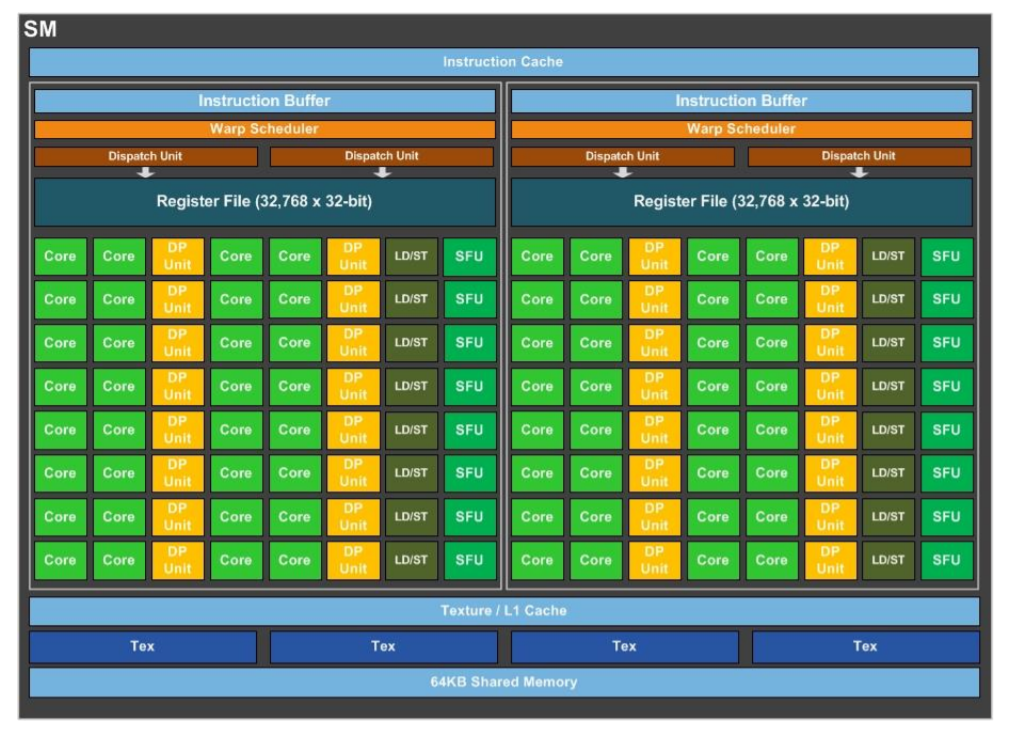 SM
Instruction Cache
Instruction Buffer Instruction Buffer
Warp Scheduler Warp Scheduler
Dispatch Unit Dispatch Unit Dispatch Unit Dispatch Unit
Register File (32,768 x 32-bit) Register File (32,768 x 32-bit)
Core Core DP Unit Core Core DP Unit LD/ST SFU Core Core DP Unit Core Core DP Unit LD/ST SFU
Core Core DP Unit Core Core DP Unit LD/ST SFU Core Core DP Unit Core Core DP Unit LD/ST SFU
Core Core DP Unit Core Core DP Unit LD/ST SFU Core Core DP Unit Core Core DP Unit LD/ST SFU
Core Core DP Unit Core Core DP Unit LD/ST SFU Core Core DP Unit Core Core DP Unit LD/ST SFU
Core Core DP Unit Core Core DP Unit LD/ST SFU Core Core DP Unit Core Core DP Unit LD/ST SFU
Core Core DP Unit Core Core DP Unit LD/ST SFU Core Core DP Unit Core Core DP Unit LD/ST SFU
Core Core DP Unit Core Core DP Unit LD/ST SFU Core Core DP Unit Core Core DP Unit LD/ST SFU
Core Core DP Unit Core Core DP Unit LD/ST SFU Core Core DP Unit Core Core DP Unit LD/ST SFU
Texture / L1 Cache
Tex Tex Tex Tex
64KB Shared Memory